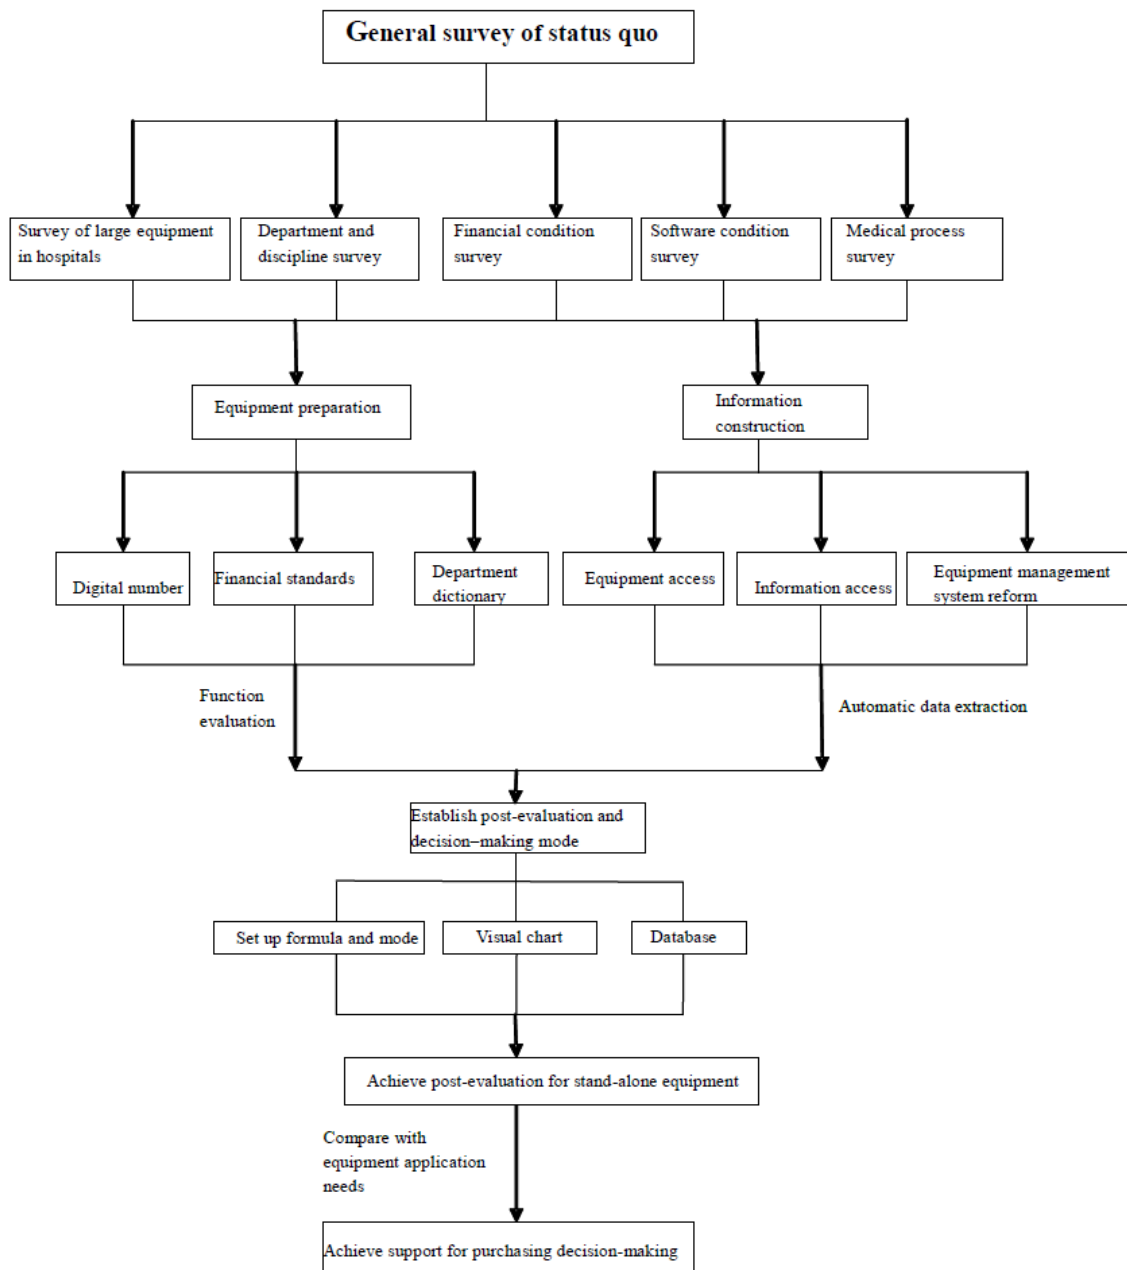 General survey of status quo
Survey of large equipment
in hospitals
Department and
discipline survey
Financial condition
survey
Software condition
survey
Medical process
survey
Equipment preparation
Information
construction
Digital number
Financial standards
Department
dictionary
Equipment access
Information access
Equipment management
system reform
Function
evaluation
Automatic data extraction
Establish post-evaluation and
decision–making mode
Set up formula and mode
Visual chart
Database
Achieve post-evaluation for stand-alone equipment
Compare with
equipment application
needs
Achieve support for purchasing decision-making